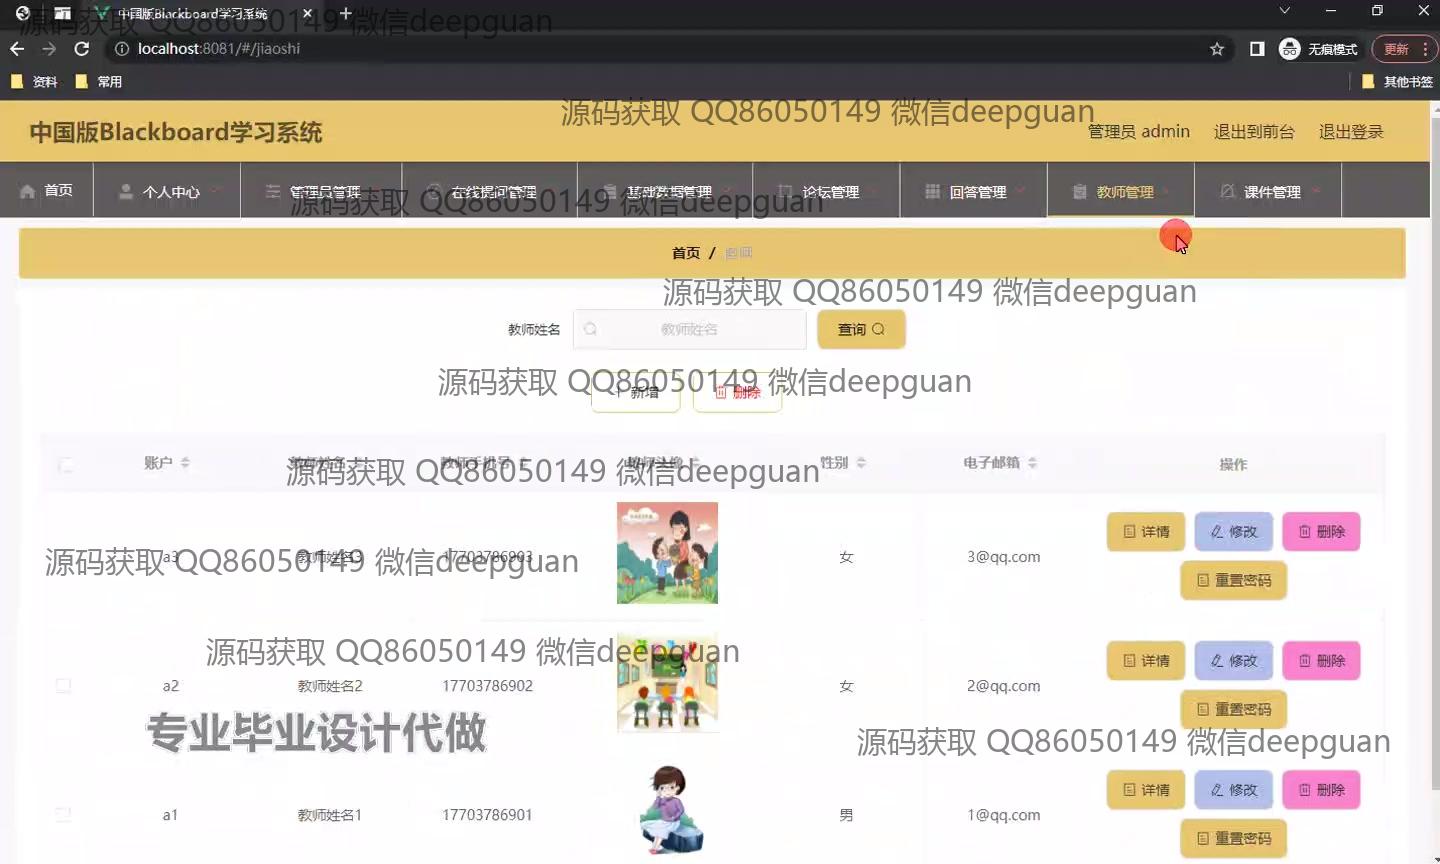 中国版Blackboard学习系统
源码获取 QQ86050149 微信deepguan
localhost:8081/#/jiaoshi
无痕模式
更新
资料
常用
其他书签
源码获取 QQ86050149 微信deepguan
中国版Blackboard学习系统
管理员 admin
退出到前台
退出登录
首页
个人中心
管理员管理
在线提问管理
基础数据管理
论坛管理
回答管理
教师管理
课件管理
源码获取 QQ86050149 微信deepguan
首页 /
源码获取 QQ86050149 微信deepguan
教师姓名
教师姓名
查询
源码获取 QQ86050149 微信deepguan
新增
删除
账户
教师姓名
教师手机号
教师头像
性别
电子邮箱
操作
源码获取 QQ86050149 微信deepguan
a3
教师姓名3
17703786903
女
3@qq.com
详情
修改
删除
重置密码
源码获取 QQ86050149 微信deepguan
源码获取 QQ86050149 微信deepguan
a2
教师姓名2
17703786902
女
2@qq.com
详情
修改
删除
重置密码
专业毕业设计代做
源码获取 QQ86050149 微信deepguan
a1
教师姓名1
17703786901
男
1@qq.com
详情
修改
删除
重置密码